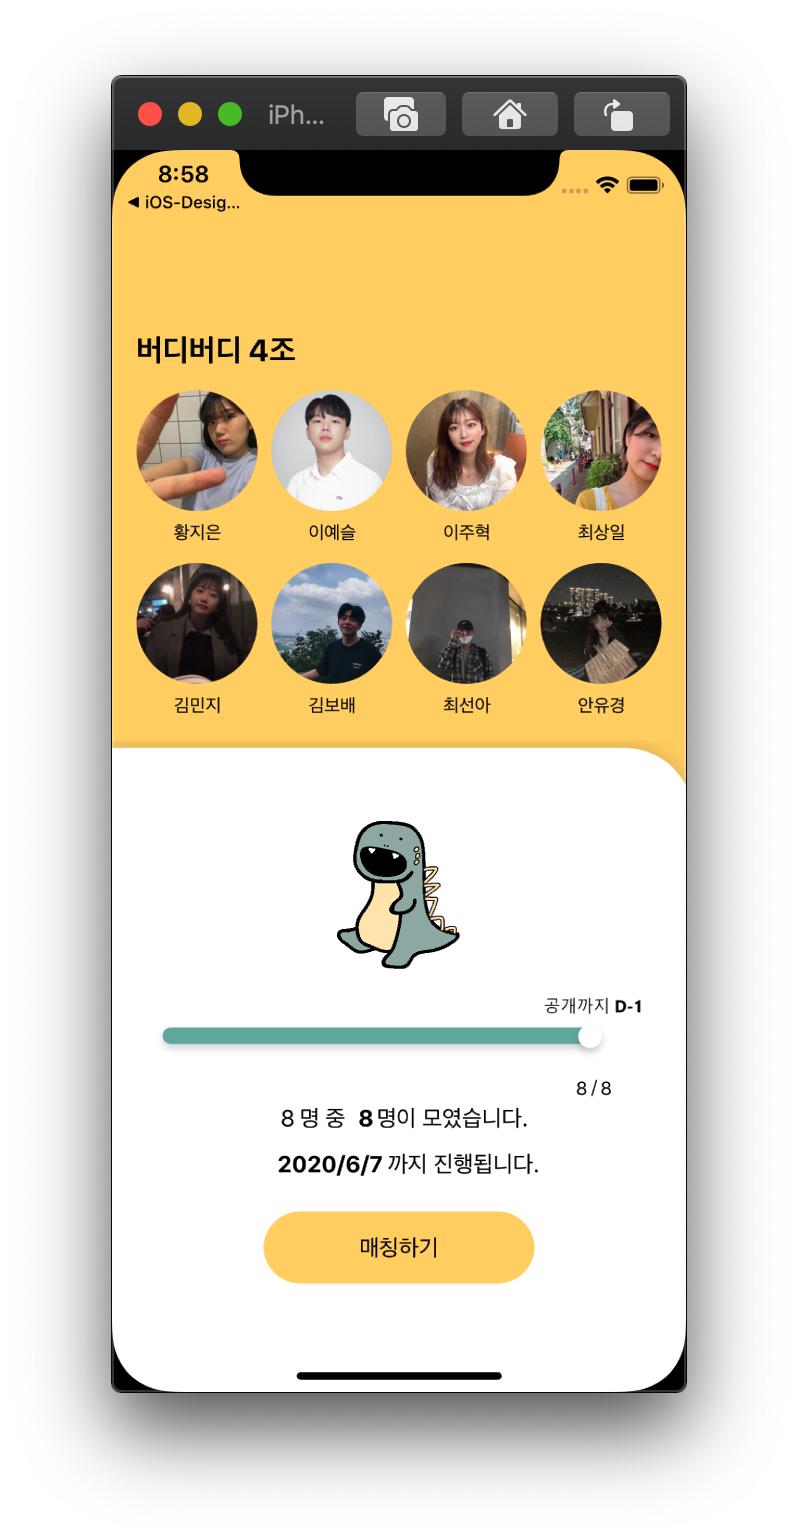 iPh...
8:58
◀ iOS-Desig...
버디버디 4조
황지은 이예슬 이주혁 최상일
김민지 김보배 최선아 안유경
공개까지 D-1
8 / 8
8 명 중 8 명이 모였습니다.
2020/6/7 까지 진행됩니다.
매칭하기